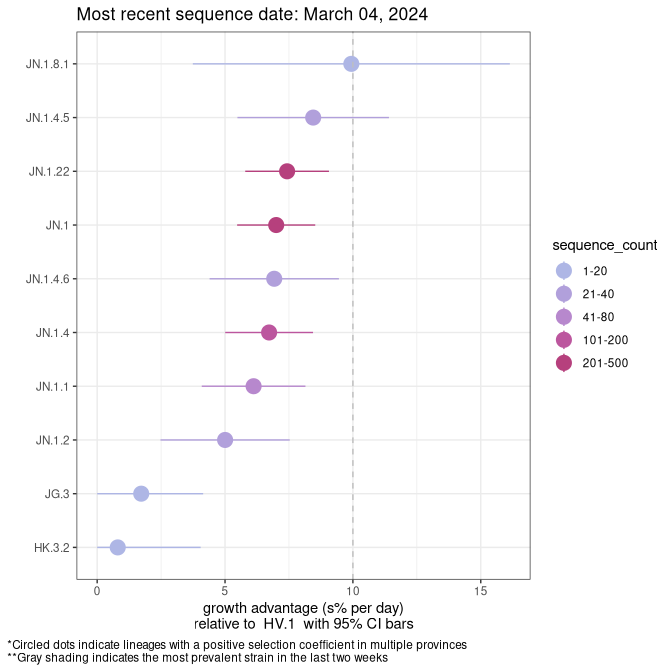 Most recent sequence date: March 04, 2024
JN.1.8.1
JN.1.4.5
JN.1.22
JN.1
JN.1.4.6
JN.1.4
JN.1.1
JN.1.2
JG.3
HK.3.2
0 5 10 15
growth advantage (s% per day)
relative to HV.1 with 95% CI bars
sequence_count
1-20
21-40
41-80
101-200
201-500
*Circled dots indicate lineages with a positive selection coefficient in multiple provinces
**Gray shading indicates the most prevalent strain in the last two weeks